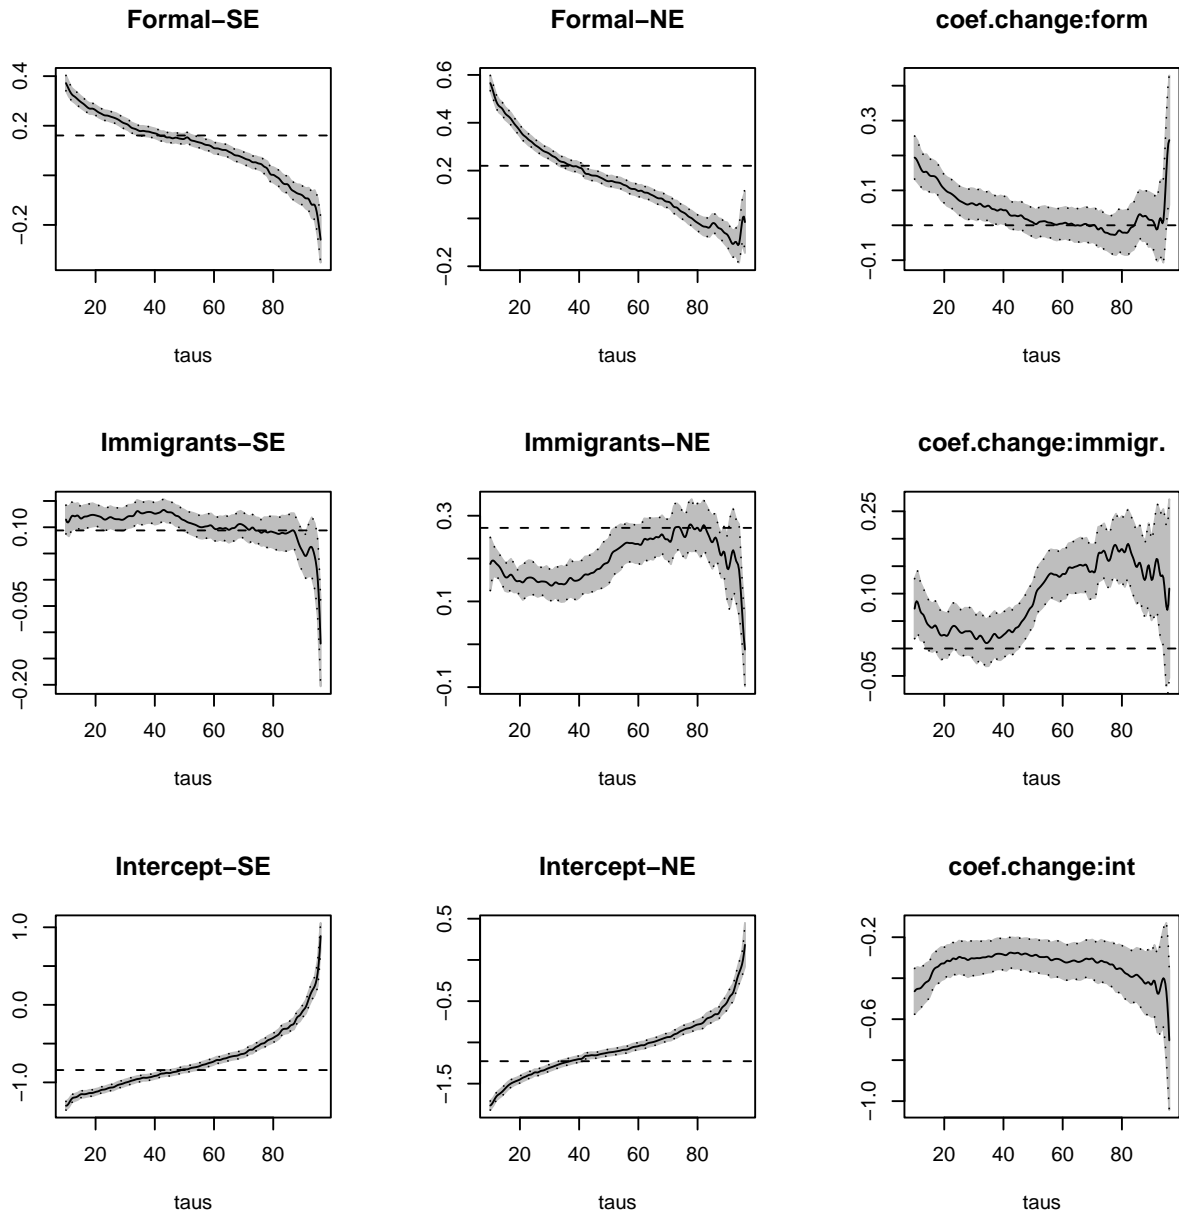 Formal−SE
Formal−NE
coef.change:form
0.4
0.2
−0.2
0.6
0.4
0.2
−0.2
0.3
0.1
−0.1
20 40 60 80
20 40 60 80
20 40 60 80
taus
taus
taus
Immigrants−SE
Immigrants−NE
coef.change:immigr.
0.10
−0.05
−0.20
0.3
0.1
−0.1
0.25
0.10
−0.05
20 40 60 80
20 40 60 80
20 40 60 80
taus
taus
taus
Intercept−SE
Intercept−NE
coef.change:int
1.0
0.0
−1.0
0.5
−0.5
−1.5
−0.2
−0.6
−1.0
20 40 60 80
20 40 60 80
20 40 60 80
taus
taus
taus